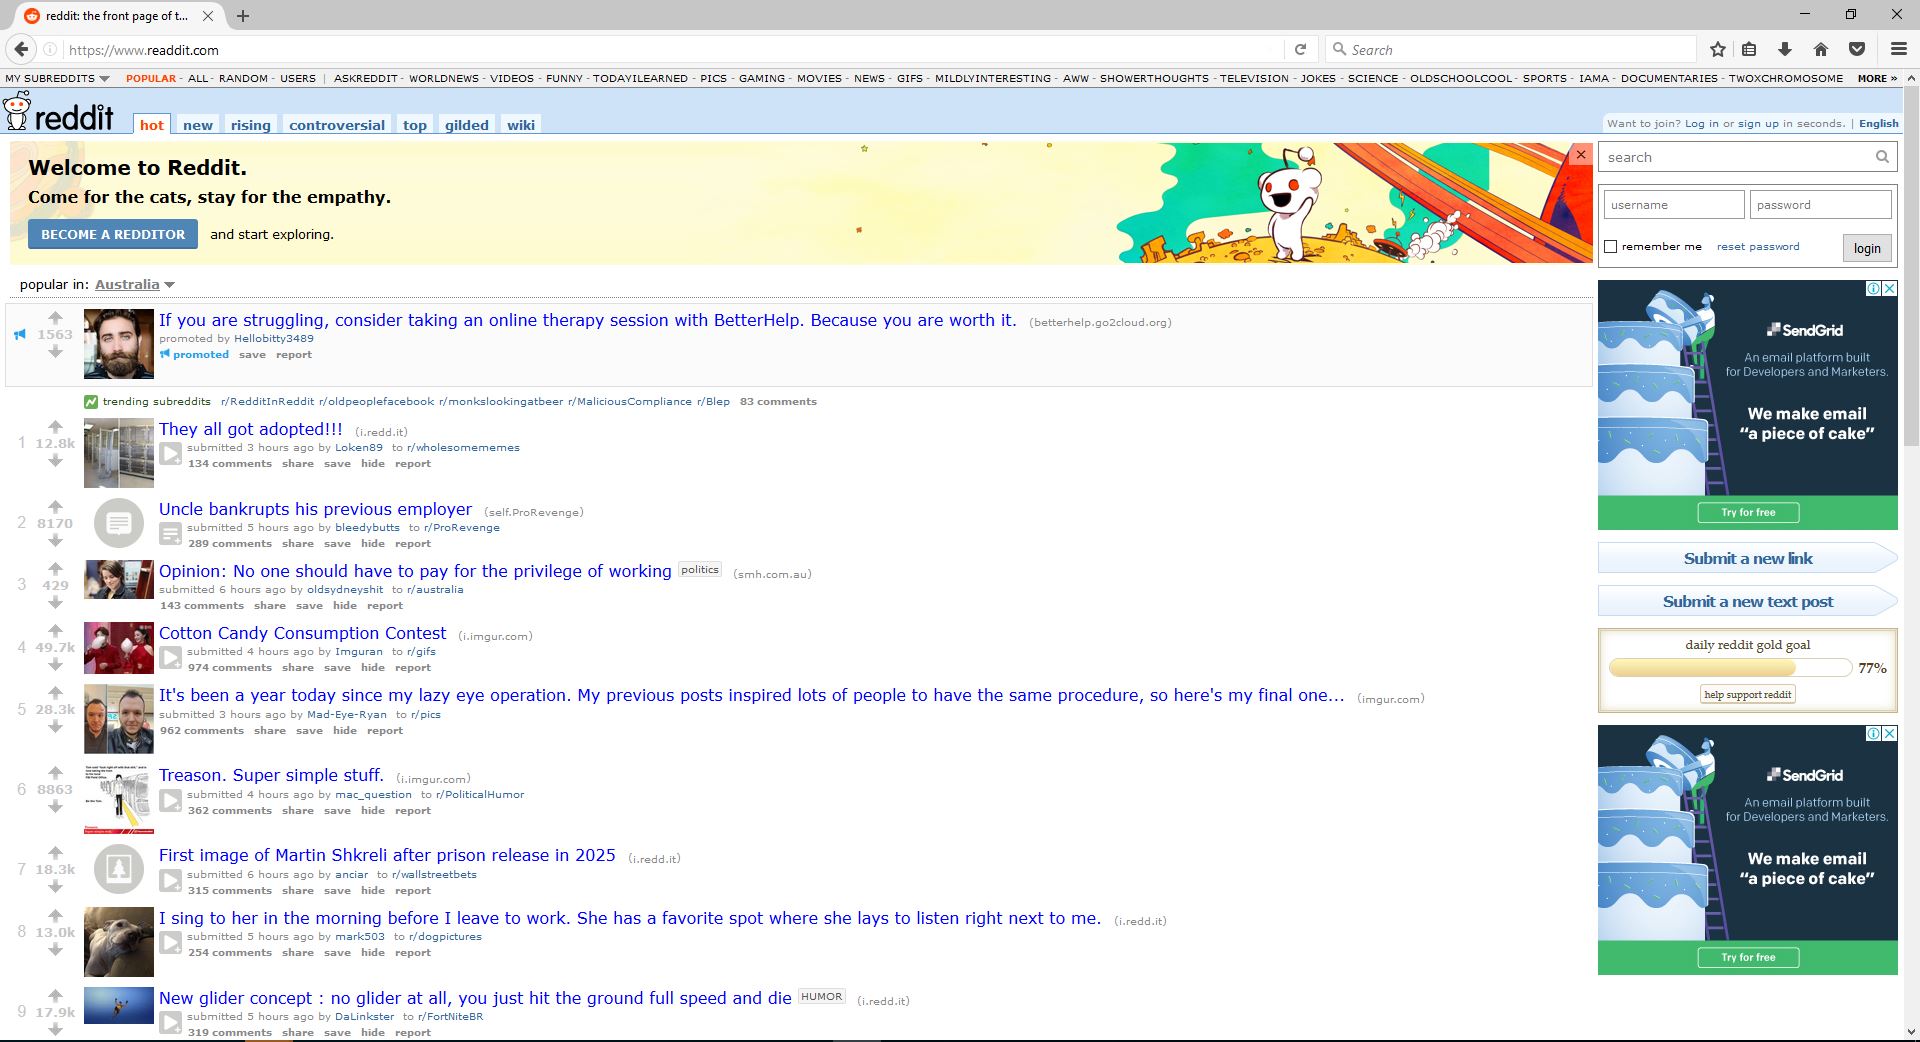 reddit: the front page of t...
https://www.readdit.com
Search
MY SUBREDDITS POPULAR - ALL - RANDOM - USERS | ASKREDDIT - WORLDNEWS - VIDEOS - FUNNY - TODAYILEARNED - PICS - GAMING - MOVIES - NEWS - GIFS - MILDLYINTERESTING - AWW - SHOWERTHOUGHTS - TELEVISION - JOKES - SCIENCE - OLDSCHOOLCOOL - SPORTS - IAMA - DOCUMENTARIES - TWOXCHROMOSOME MORE »
reddit hot new rising controversial top gilded wiki
Want to join? Log in or sign up in seconds. | English
Welcome to Reddit.
Come for the cats, stay for the empathy.
BECOME A REDDITOR and start exploring.
popular in: Australia
1563
If you are struggling, consider taking an online therapy session with BetterHelp. Because you are worth it. (betterhelp.go2cloud.org)
promoted by Hellobitty3489
promoted save report
trending subreddits r/RedditInReddit r/oldpeoplefacebook r/monkslookingatbeer r/MaliciousCompliance r/Blep 83 comments
1 12.8k
They all got adopted!!! (i.redd.it)
submitted 3 hours ago by Loken89 to r/wholesomememes
134 comments share save hide report
2 8170
Uncle bankrupts his previous employer (self.ProRevenge)
submitted 5 hours ago by bleedybutts to r/ProRevenge
289 comments share save hide report
3 429
Opinion: No one should have to pay for the privilege of working politics (smh.com.au)
submitted 6 hours ago by oldsydneyshit to r/australia
143 comments share save hide report
4 49.7k
Cotton Candy Consumption Contest (i.imgur.com)
submitted 4 hours ago by Imguran to r/gifs
974 comments share save hide report
5 28.3k
It's been a year today since my lazy eye operation. My previous posts inspired lots of people to have the same procedure, so here's my final one... (imgur.com)
submitted 3 hours ago by Mad-Eye-Ryan to r/pics
962 comments share save hide report
6 8863
Treason. Super simple stuff. (i.imgur.com)
submitted 4 hours ago by mac_question to r/PoliticalHumor
362 comments share save hide report
7 18.3k
First image of Martin Shkreli after prison release in 2025 (i.redd.it)
submitted 6 hours ago by anciar to r/wallstreetbets
315 comments share save hide report
8 13.0k
I sing to her in the morning before I leave to work. She has a favorite spot where she lays to listen right next to me. (i.redd.it)
submitted 5 hours ago by mark503 to r/dogpictures
254 comments share save hide report
9 17.9k
New glider concept : no glider at all, you just hit the ground full speed and die HUMOR (i.redd.it)
submitted 5 hours ago by DaLinkster to r/FortNiteBR
319 comments share save hide report
search
username password
remember me reset password login
SendGrid
An email platform built
for Developers and Marketers.
We make email
“a piece of cake”
Try for free
Submit a new link
Submit a new text post
daily reddit gold goal
77%
help support reddit
SendGrid
An email platform built
for Developers and Marketers.
We make email
“a piece of cake”
Try for free